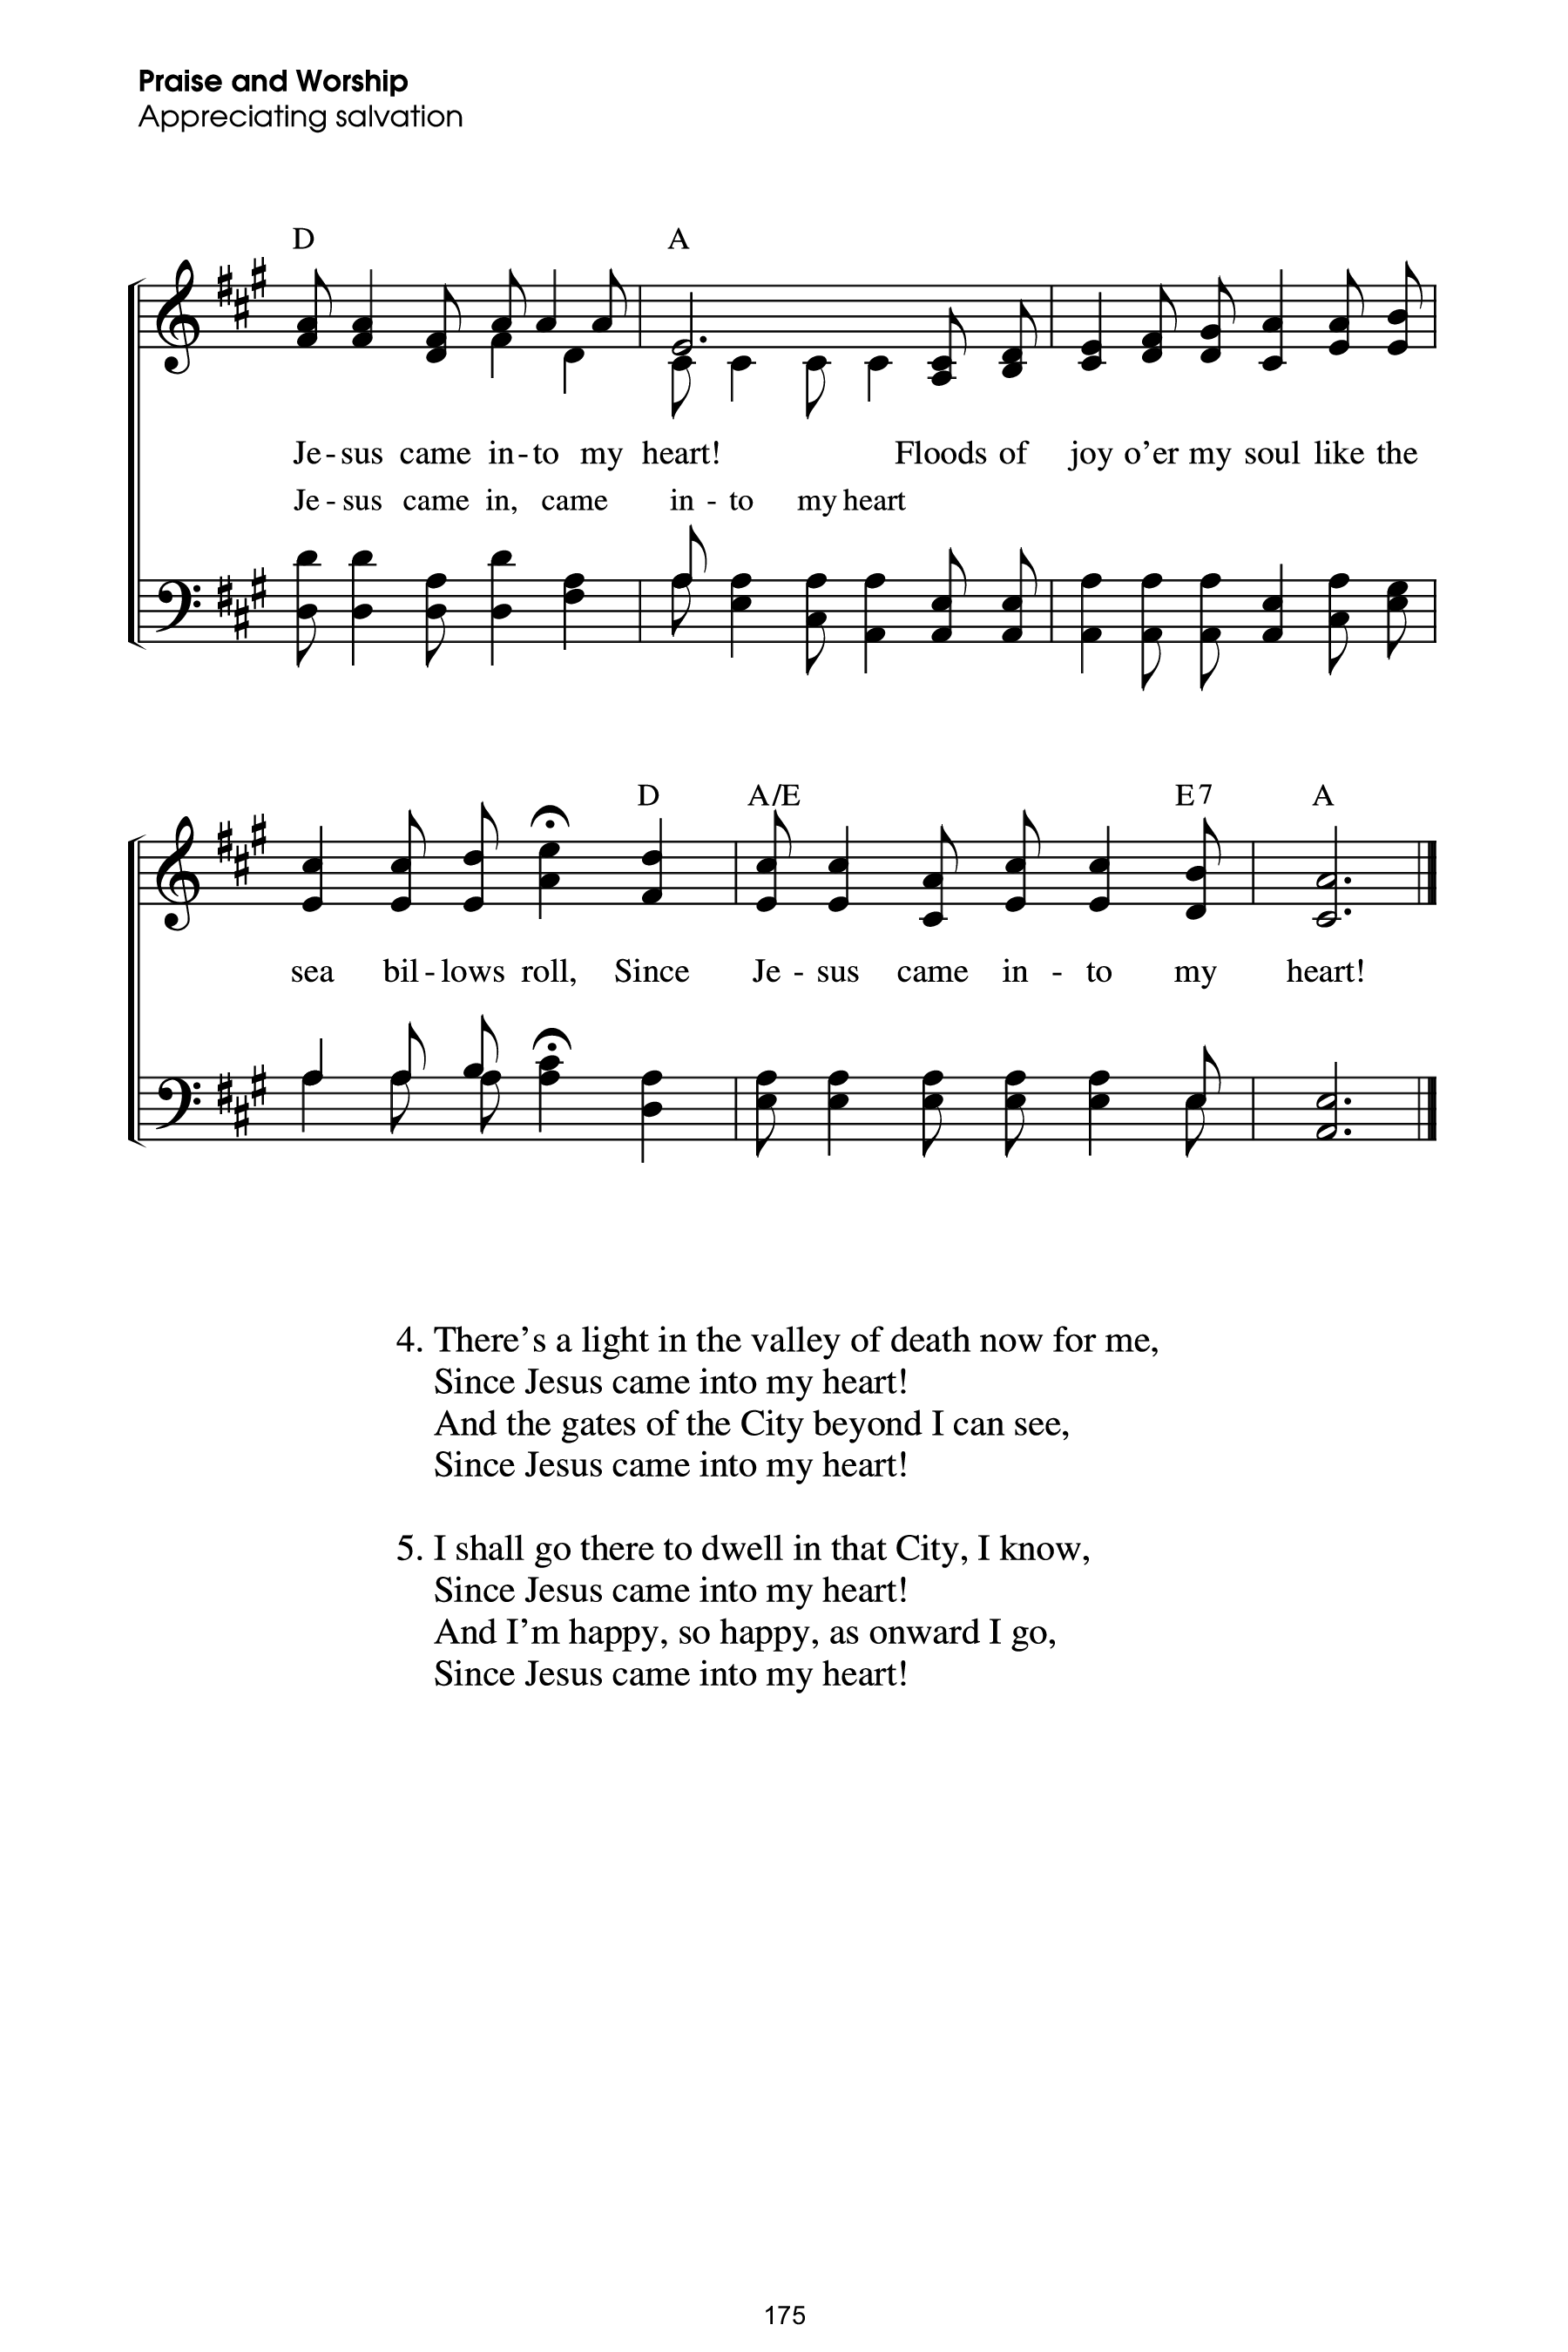 Praise and Worship
Appreciating salvation
D A
Je - sus came in - to my heart! Floods of joy o’er my soul like the
Je - sus came in, came in - to my heart
D A/E E7 A
sea bil - lows roll, Since Je - sus came in - to my heart!
4. There’s a light in the valley of death now for me,
Since Jesus came into my heart!
And the gates of the City beyond I can see,
Since Jesus came into my heart!
5. I shall go there to dwell in that City, I know,
Since Jesus came into my heart!
And I’m happy, so happy, as onward I go,
Since Jesus came into my heart!
175